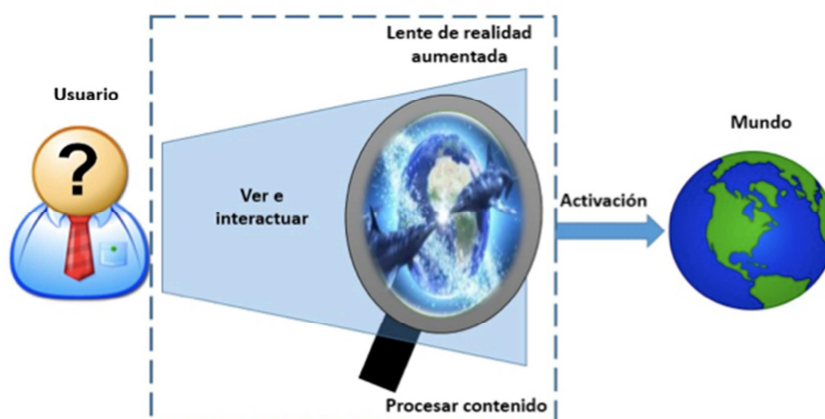 Lente de realidad
aumentada
Usuario
?
Ver e
interactuar
Activación
Mundo
Procesar contenido